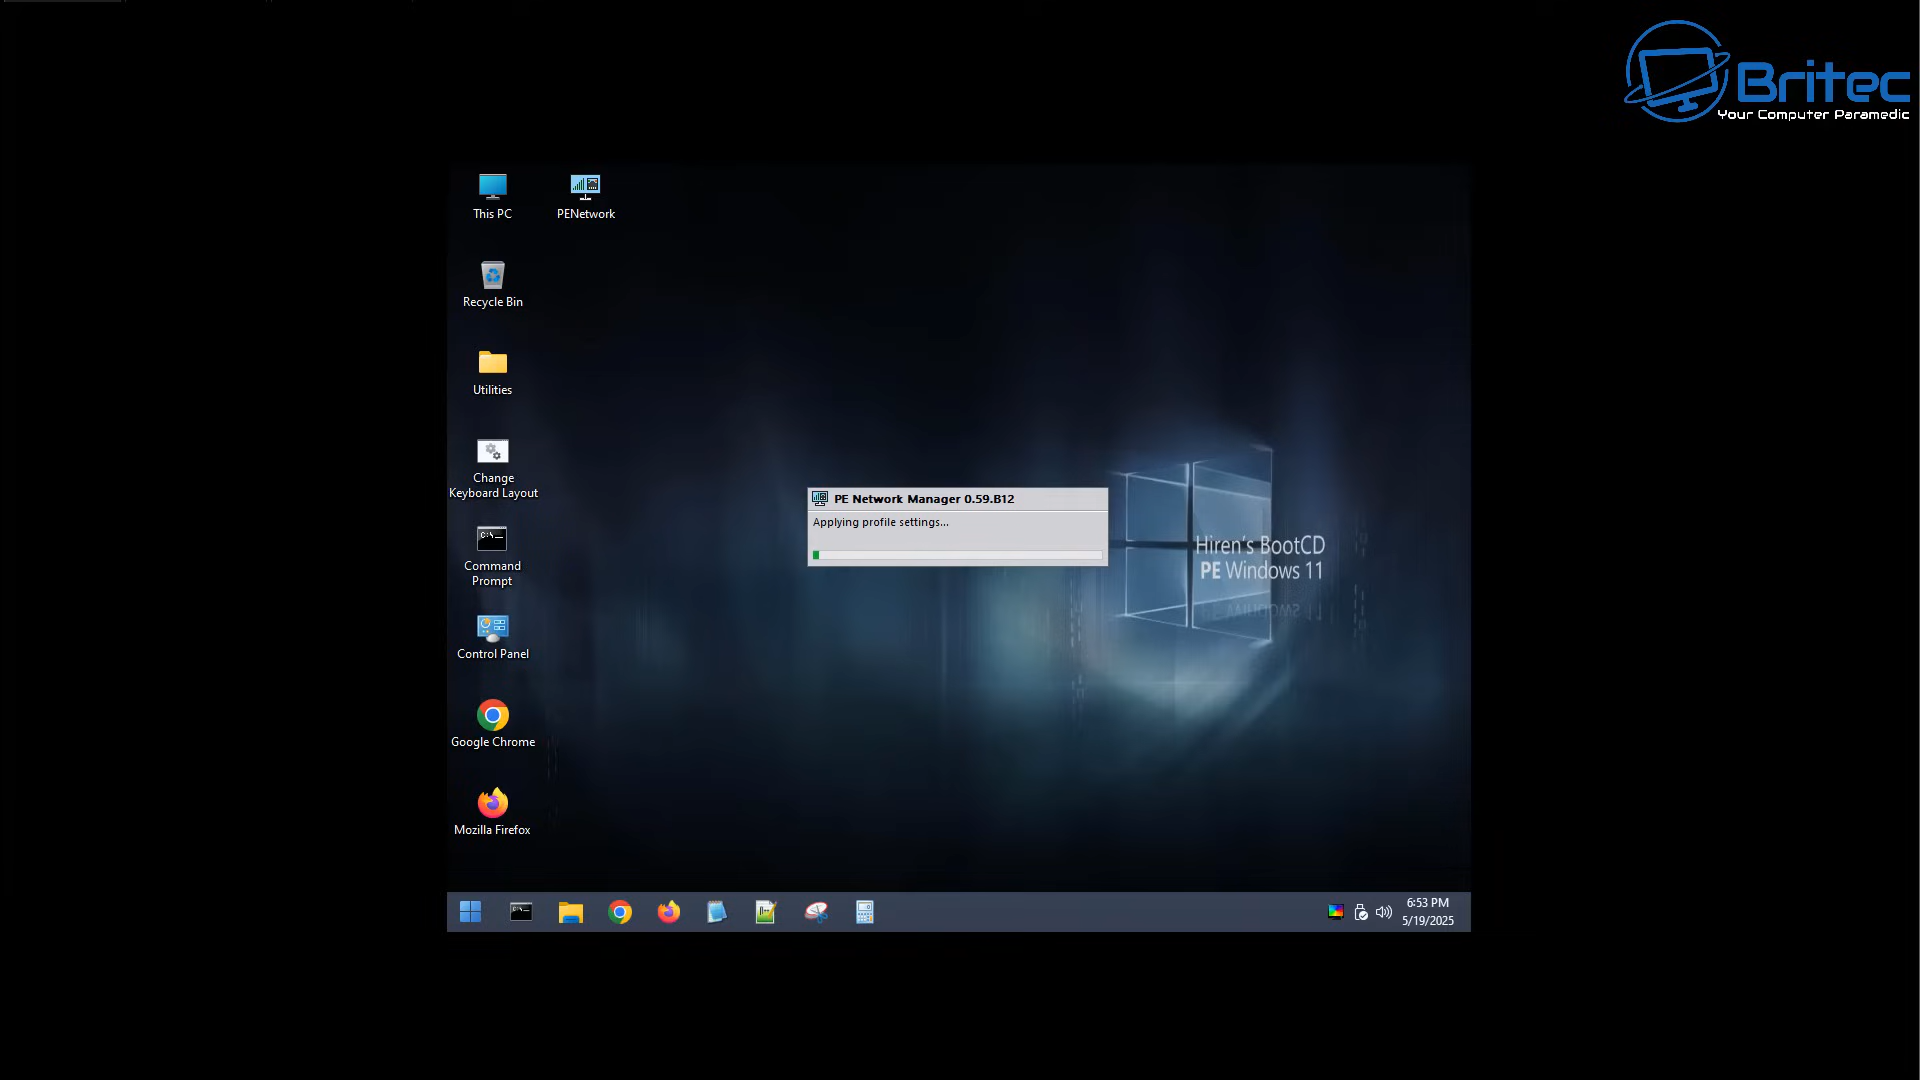 Britec
Your Computer Paramedic
This PC
PENetwork
Recycle Bin
Utilities
Change
Keyboard Layout
Command
Prompt
Control Panel
Google Chrome
Mozilla Firefox
PE Network Manager 0.59.B12
Applying profile settings...
Hiren's BootCD
PE Windows 11
6:53 PM
5/19/2025